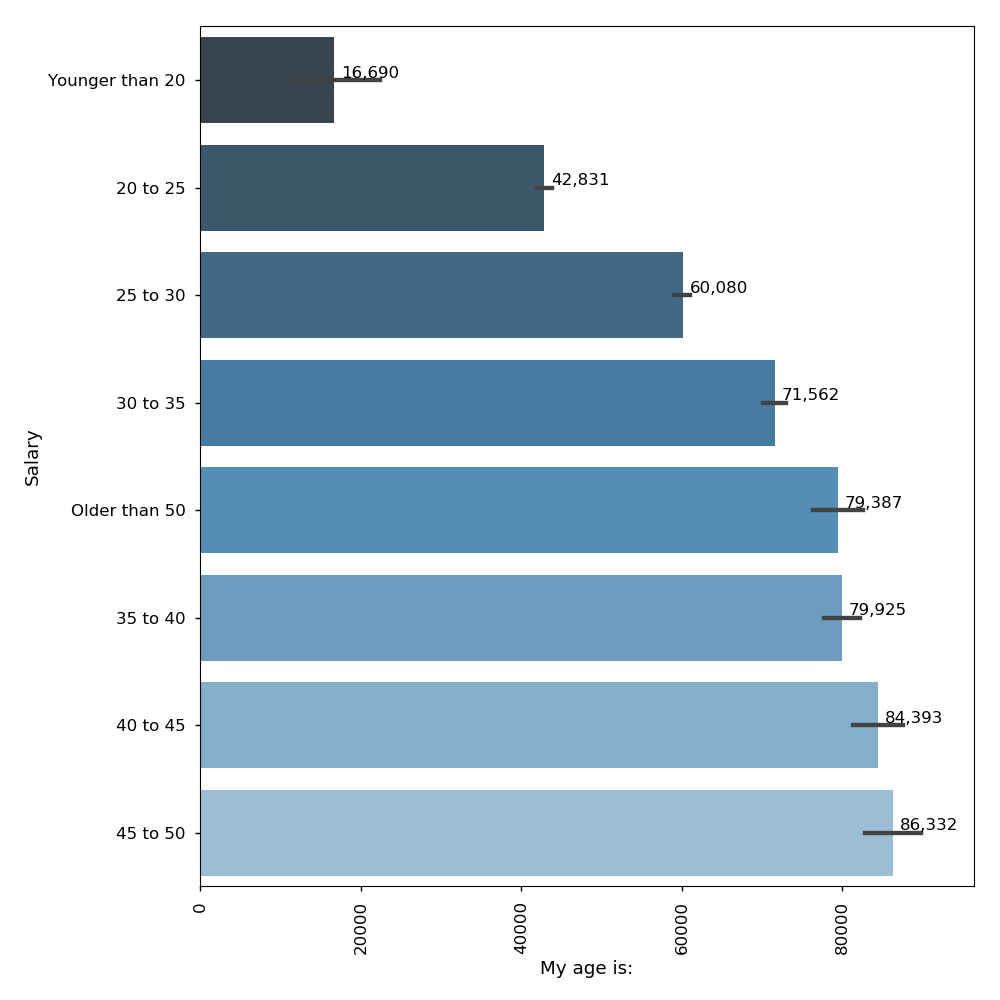 Younger than 20
16,690
20 to 25
42,831
25 to 30
60,080
30 to 35
71,562
Older than 50
79,387
35 to 40
79,925
40 to 45
84,393
45 to 50
86,332
Salary
0
20000
40000
60000
80000
My age is: